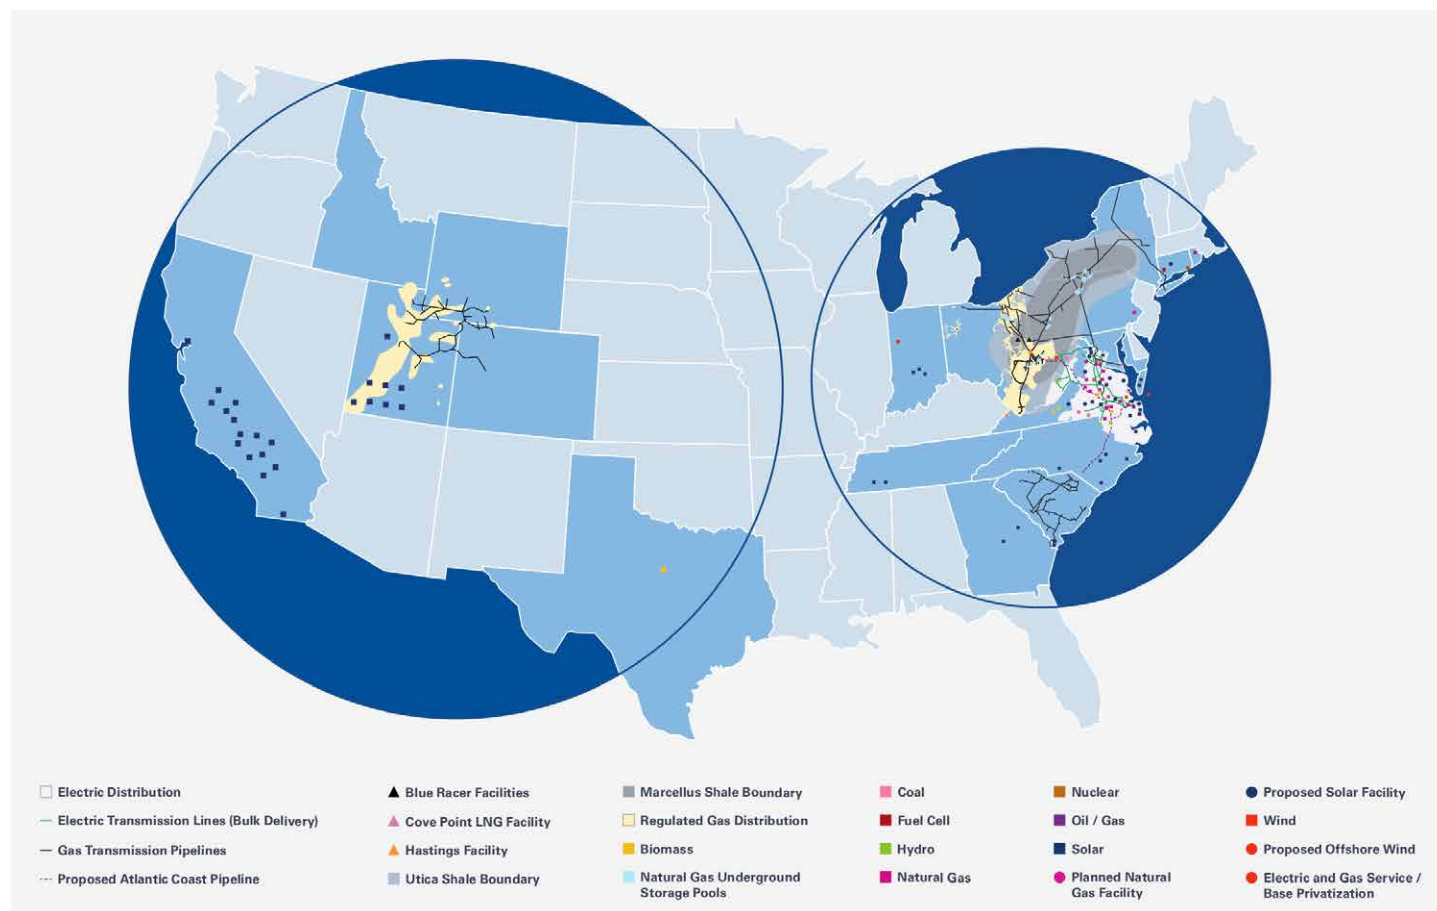 Electric Distribution
Electric Transmission Lines (Bulk Delivery)
Gas Transmission Pipelines
Proposed Atlantic Coast Pipeline
Blue Racer Facilities
Cove Point LNG Facility
Hastings Facility
Utica Shale Boundary
Marcellus Shale Boundary
Regulated Gas Distribution
Biomass
Natural Gas Underground
Storage Pools
Coal
Fuel Cell
Hydro
Natural Gas
Nuclear
Oil / Gas
Solar
Planned Natural
Gas Facility
Proposed Solar Facility
Wind
Proposed Offshore Wind
Electric and Gas Service /
Base Privatization